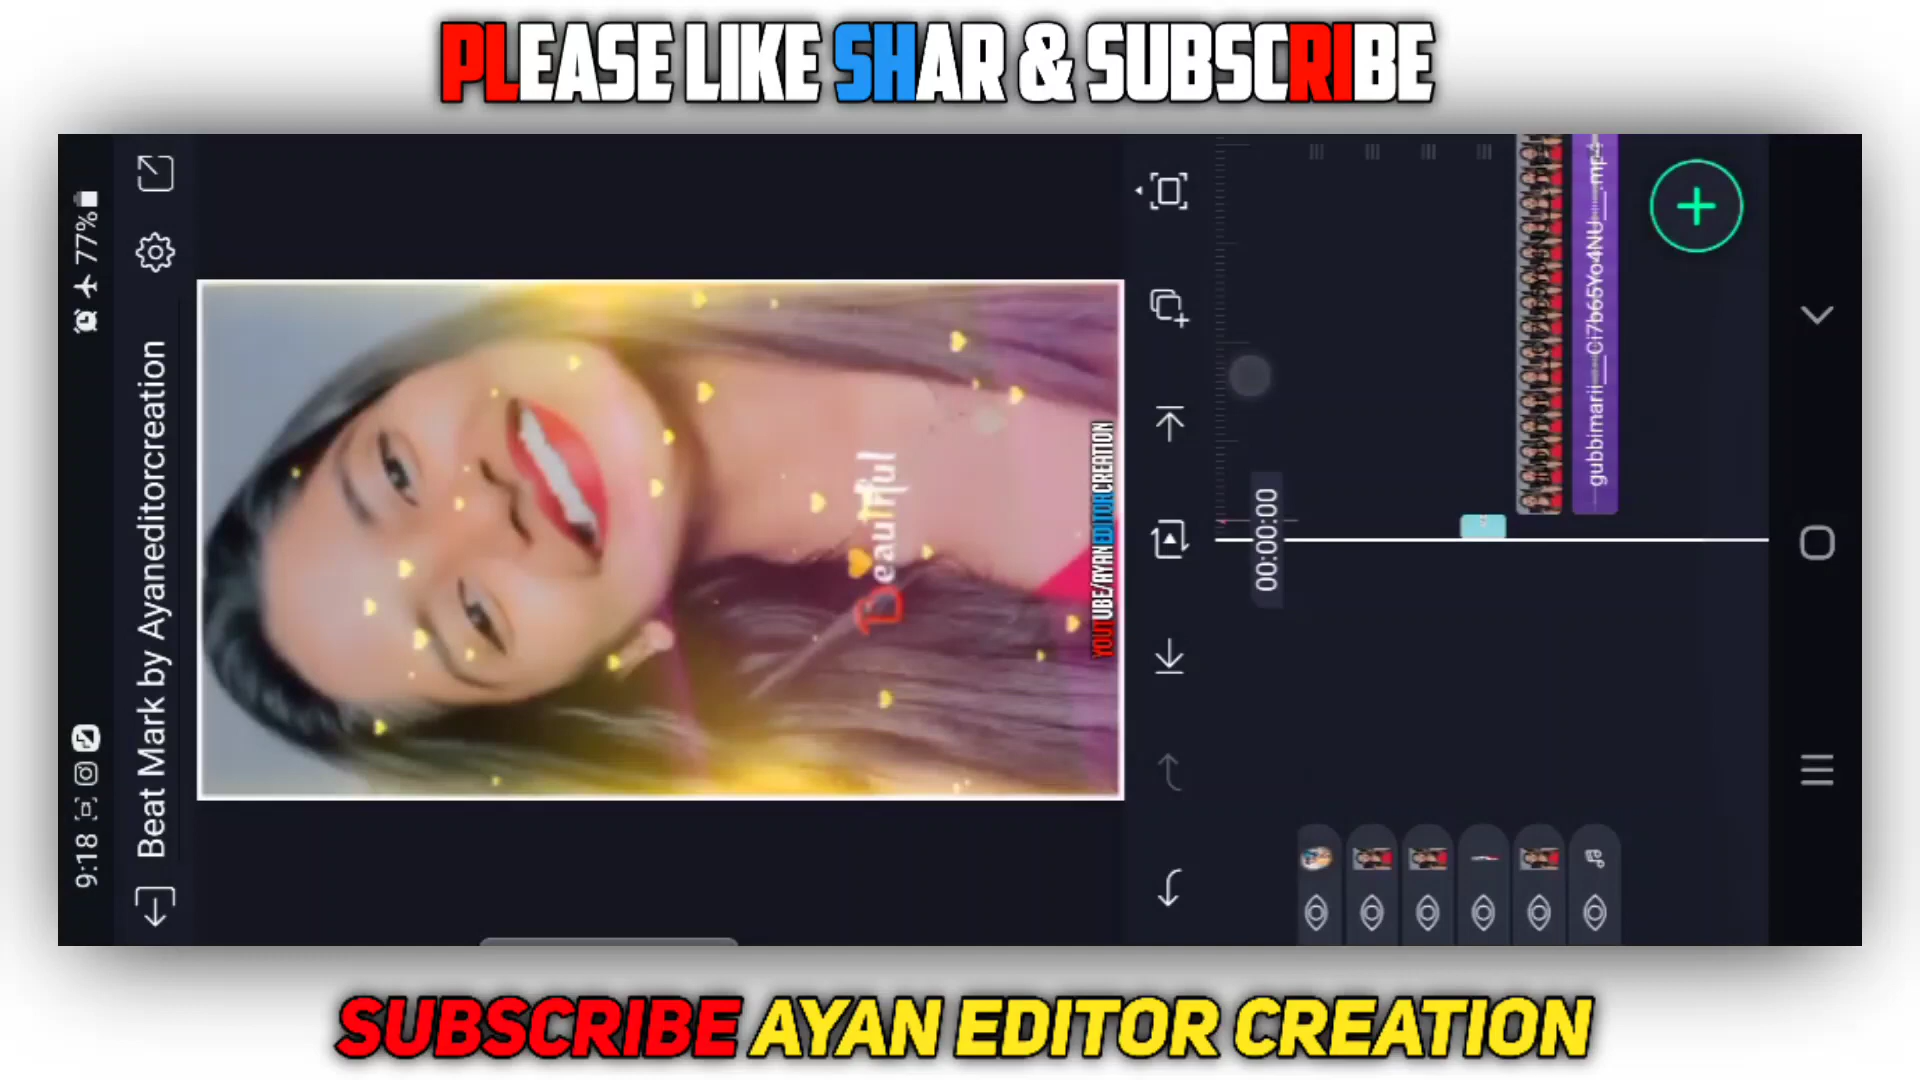 PLEASE LIKE SHAR & SUBSCRIBE
9:18
77%
Beat Mark by Ayaneditorcreation
Beautiful
YOUTUBE/AYANEDITORCREATION
00:00:00
gubbimarii__Ci7b65Yo4NU__.mp4
SUBSCRIBE AYAN EDITOR CREATION